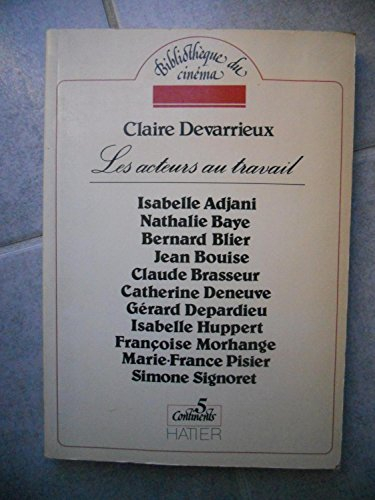 Bibliothèque du
cinéma
Claire Devarrieux
Les acteurs au travail
Isabelle Adjani
Nathalie Baye
Bernard Blier
Jean Bouise
Claude Brasseur
Catherine Deneuve
Gérard Depardieu
Isabelle Huppert
Françoise Morhange
Marie-France Pisier
Simone Signoret
5
Continents
HATIER